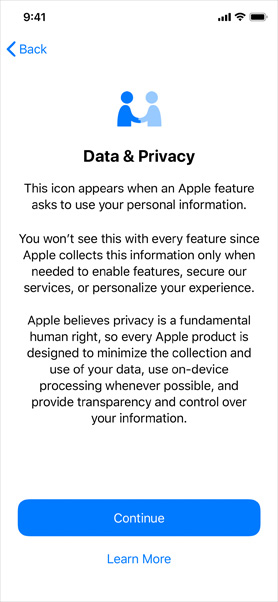 9:41
Back
Data & Privacy
This icon appears when an Apple feature
asks to use your personal information.
You won’t see this with every feature since
Apple collects this information only when
needed to enable features, secure our
services, or personalize your experience.
Apple believes privacy is a fundamental
human right, so every Apple product is
designed to minimize the collection and
use of your data, use on-device
processing whenever possible, and
provide transparency and control over
your information.
Continue
Learn More